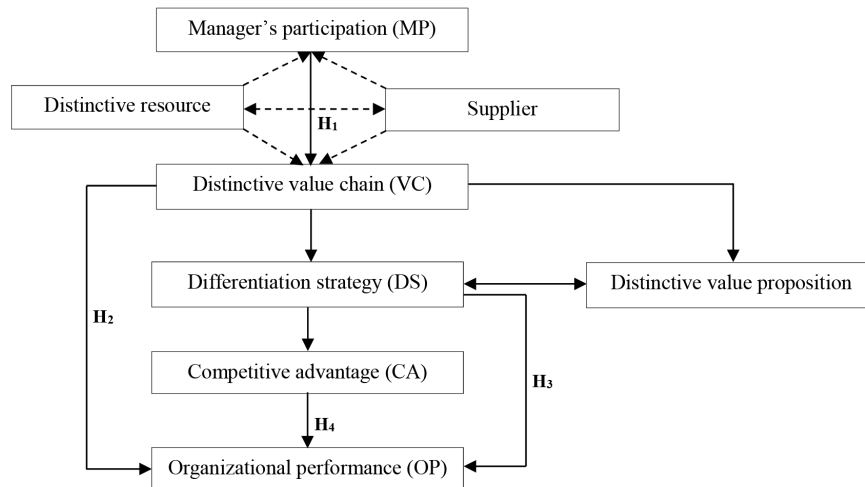 Manager’s participation (MP)
Distinctive resource
Supplier
H₁
Distinctive value chain (VC)
Differentiation strategy (DS)
Distinctive value proposition
H₂
Competitive advantage (CA)
H₃
H₄
Organizational performance (OP)